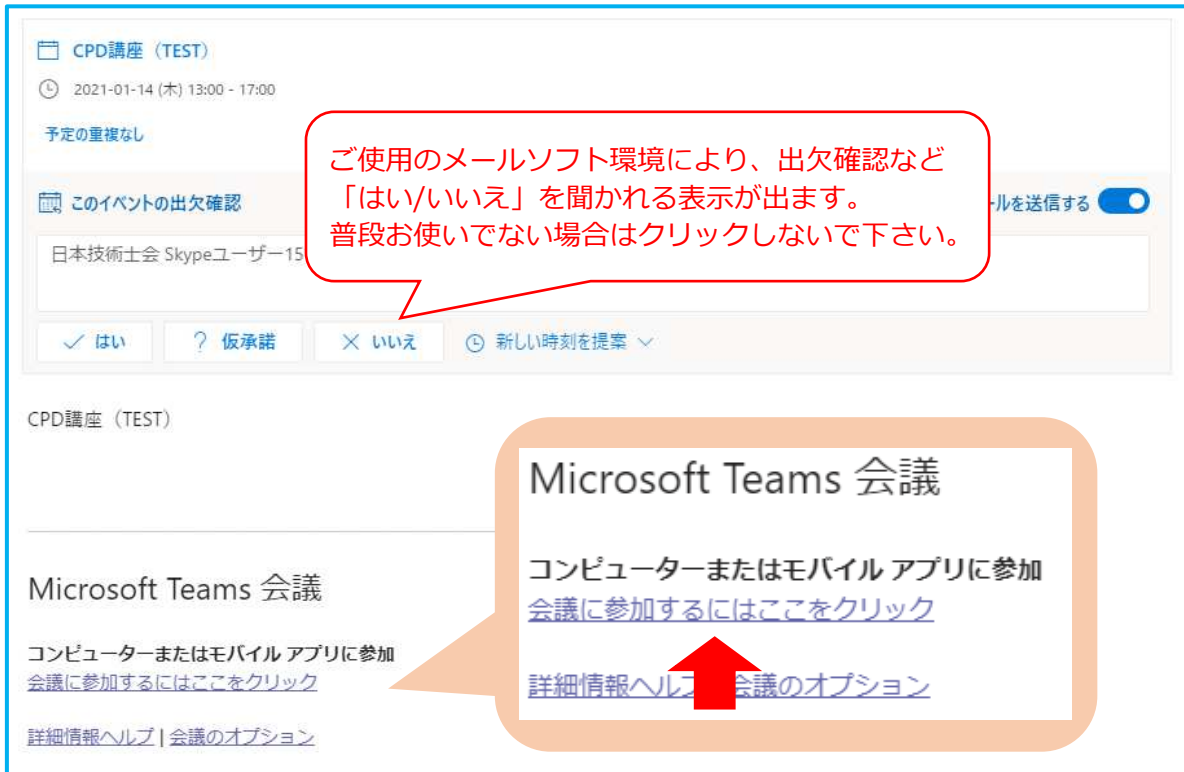 CPD講座（TEST）
2021-01-14 (木) 13:00 - 17:00
予定の重複なし
ご使用のメールソフト環境により、出欠確認など
「はい/いいえ」を聞かれる表示が出ます。
普段お使いでない場合はクリックしないで下さい。
このイベントの出欠確認
ルを送信する
日本技術士会 Skypeユーザー15
はい
仮承諾
いいえ
新しい時刻を提案
CPD講座（TEST）
Microsoft Teams 会議
コンピューターまたはモバイル アプリに参加
会議に参加するにはここをクリック
詳細情報ヘルプ | 会議のオプション
Microsoft Teams 会議
コンピューターまたはモバイル アプリに参加
会議に参加するにはここをクリック
詳細情報ヘルプ 会議のオプション